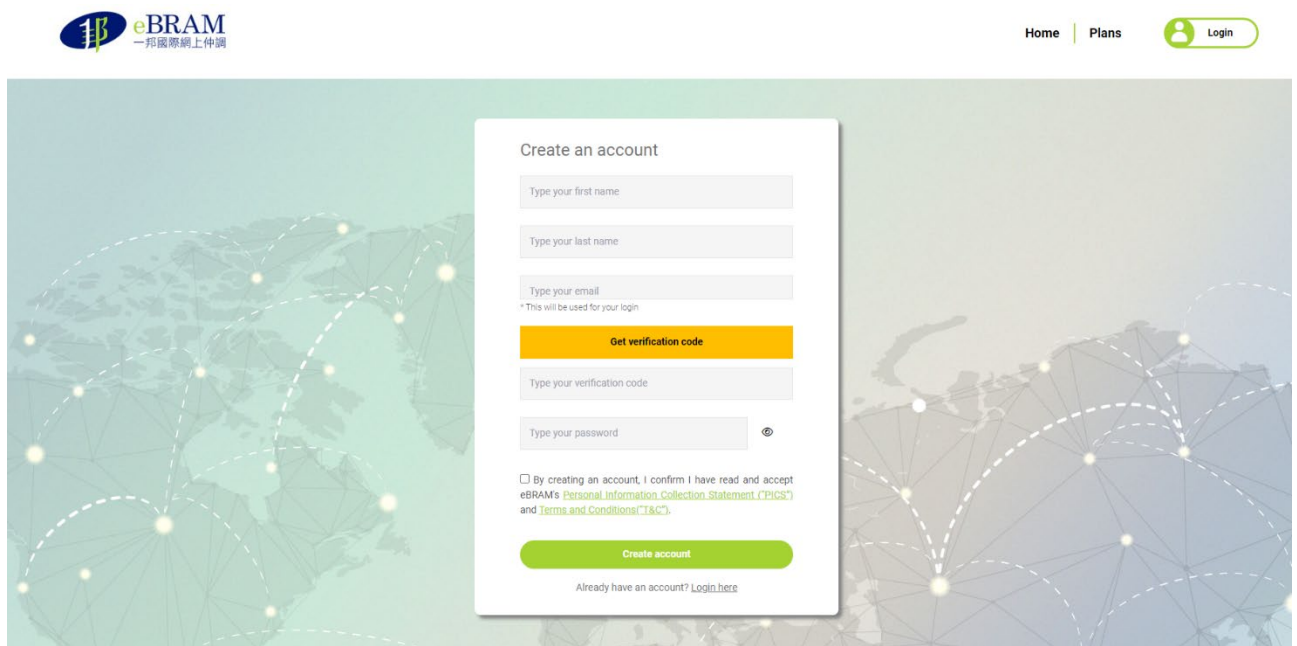 邦 eBRAM
一邦國際網上仲調
Home Plans Login
Create an account
Type your first name
Type your last name
Type your email
* This will be used for your login
Get verification code
Type your verification code
Type your password
By creating an account, I confirm I have read and accept
eBRAM's Personal Information Collection Statement ("PICS")
and Terms and Conditions("T&C").
Create account
Already have an account? Login here